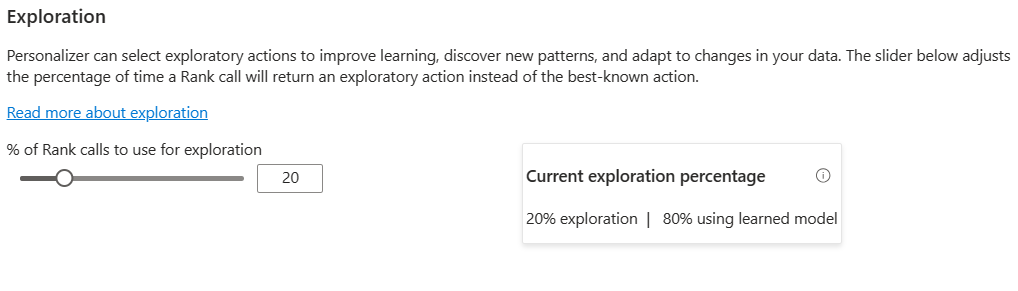 Exploration
Personalizer can select exploratory actions to improve learning, discover new patterns, and adapt to changes in your data. The slider below adjusts
the percentage of time a Rank call will return an exploratory action instead of the best-known action.
Read more about exploration
% of Rank calls to use for exploration
20
Current exploration percentage
20% exploration | 80% using learned model